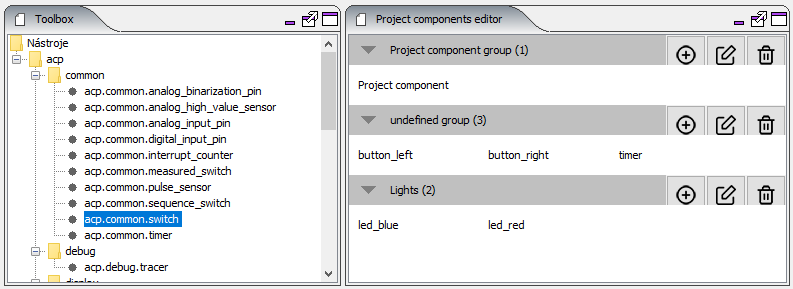 Toolbox
Nástroje
acp
common
acp.common.analog_binarization_pin
acp.common.analog_high_value_sensor
acp.common.analog_input_pin
acp.common.digital_input_pin
acp.common.interrupt_counter
acp.common.measured_switch
acp.common.pulse_sensor
acp.common.sequence_switch
acp.common.switch
acp.common.timer
debug
acp.debug.tracer
display
Project components editor
Project component group (1)
Project component
undefined group (3)
button_left button_right timer
Lights (2)
led_blue led_red